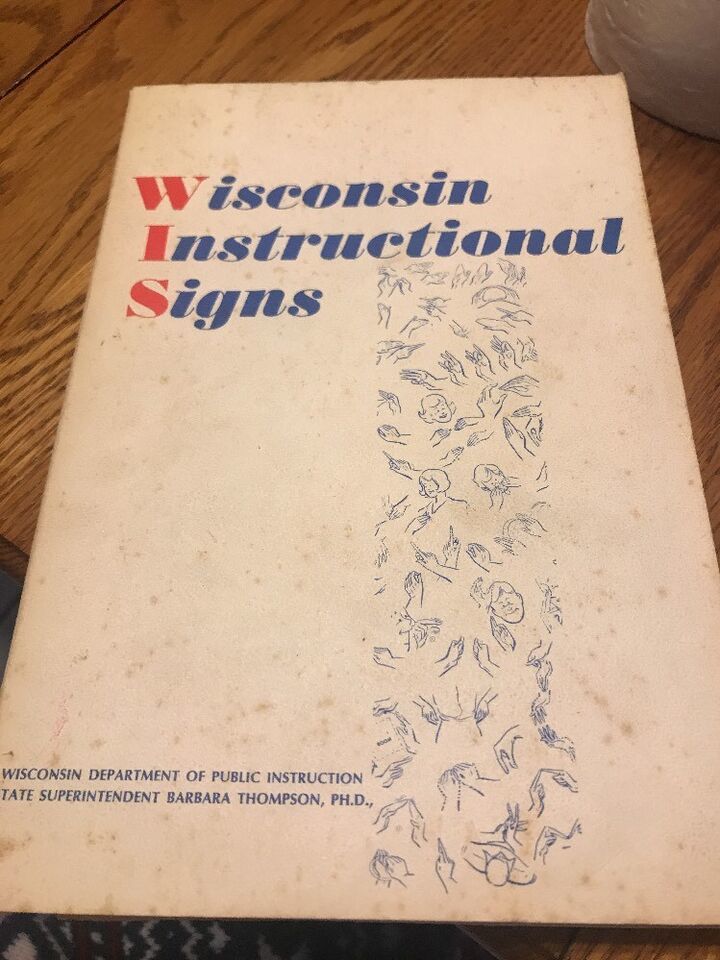 Wisconsin
Instructional
Signs
WISCONSIN DEPARTMENT OF PUBLIC INSTRUCTION
TATE SUPERINTENDENT BARBARA THOMPSON, PH.D.,